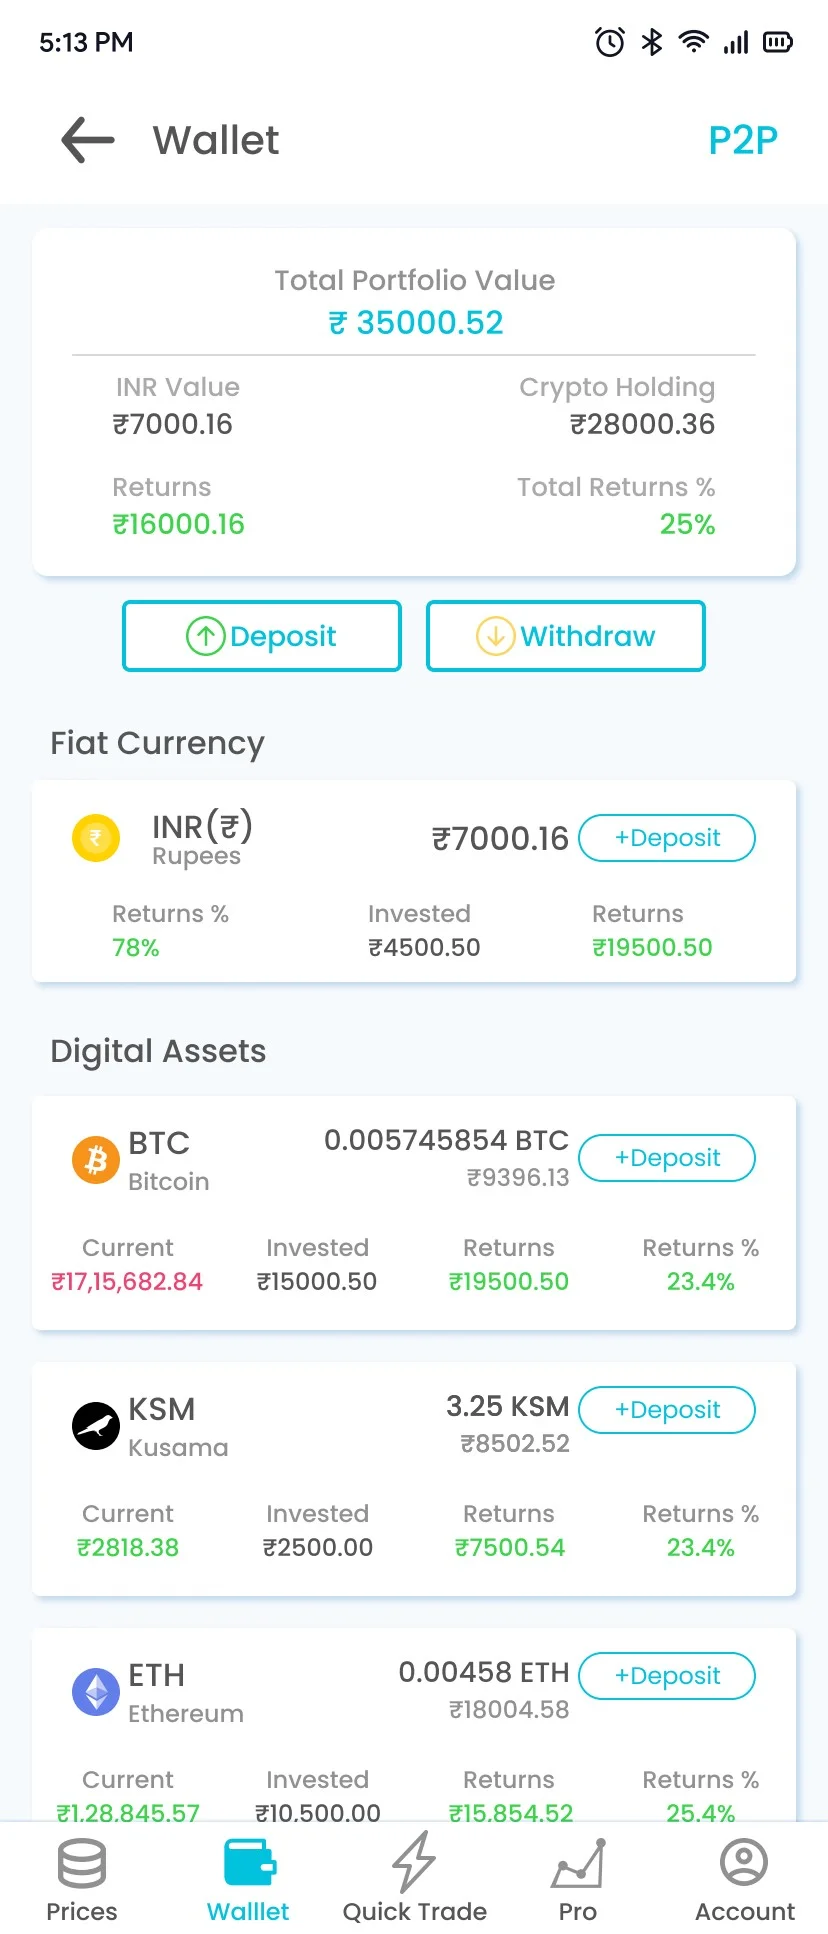 5:13 PM
Wallet P2P
Total Portfolio Value
₹ 35000.52
INR Value Crypto Holding
₹7000.16 ₹28000.36
Returns Total Returns %
₹16000.16 25%
Deposit Withdraw
Fiat Currency
₹ INR(₹) ₹7000.16 +Deposit
Rupees
Returns % Invested Returns
78% ₹4500.50 ₹19500.50
Digital Assets
BTC 0.005745854 BTC +Deposit
Bitcoin ₹9396.13
Current Invested Returns Returns %
₹17,15,682.84 ₹15000.50 ₹19500.50 23.4%
KSM 3.25 KSM +Deposit
Kusama ₹8502.52
Current Invested Returns Returns %
₹2818.38 ₹2500.00 ₹7500.54 23.4%
ETH 0.00458 ETH +Deposit
Ethereum ₹18004.58
Current Invested Returns Returns %
₹1,28,845.57 ₹10,500.00 ₹15,854.52 25.4%
Prices Walllet Quick Trade Pro Account